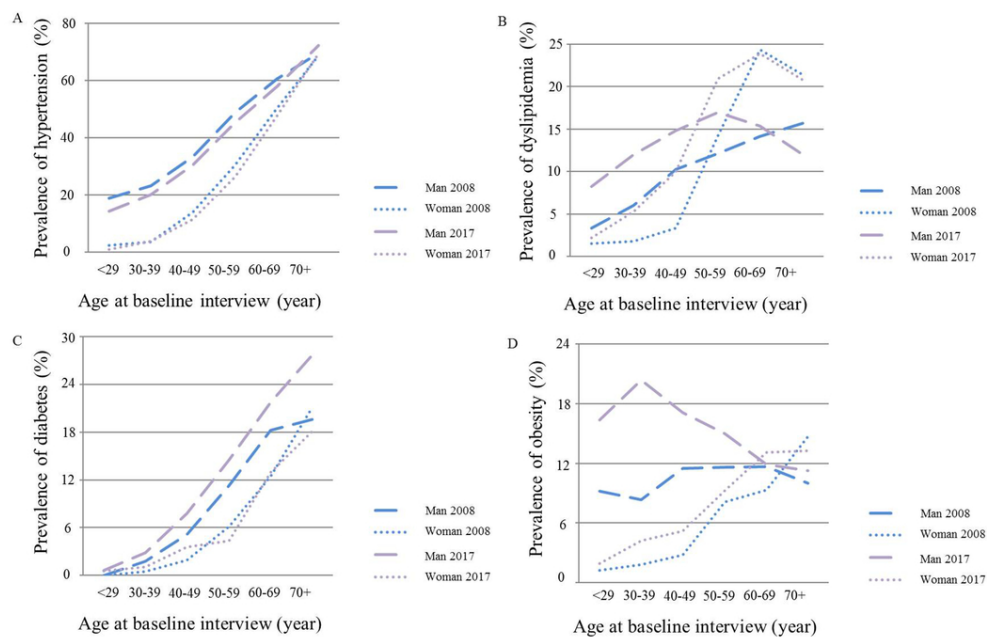 A
Prevalence of hypertension (%)
80
60
40
20
0
<29 30-39 40-49 50-59 60-69 70+
Age at baseline interview (year)
Man 2008
Woman 2008
Man 2017
Woman 2017
B
Prevalence of dyslipidemia (%)
25
20
15
10
5
0
<29 30-39 40-49 50-59 60-69 70+
Age at baseline interview (year)
Man 2008
Woman 2008
Man 2017
Woman 2017
C
Prevalence of diabetes (%)
30
24
18
12
6
0
<29 30-39 40-49 50-59 60-69 70+
Age at baseline interview (year)
Man 2008
Woman 2008
Man 2017
Woman 2017
D
Prevalence of obesity (%)
24
18
12
6
0
<29 30-39 40-49 50-59 60-69 70+
Age at baseline interview (year)
Man 2008
Woman 2008
Man 2017
Woman 2017